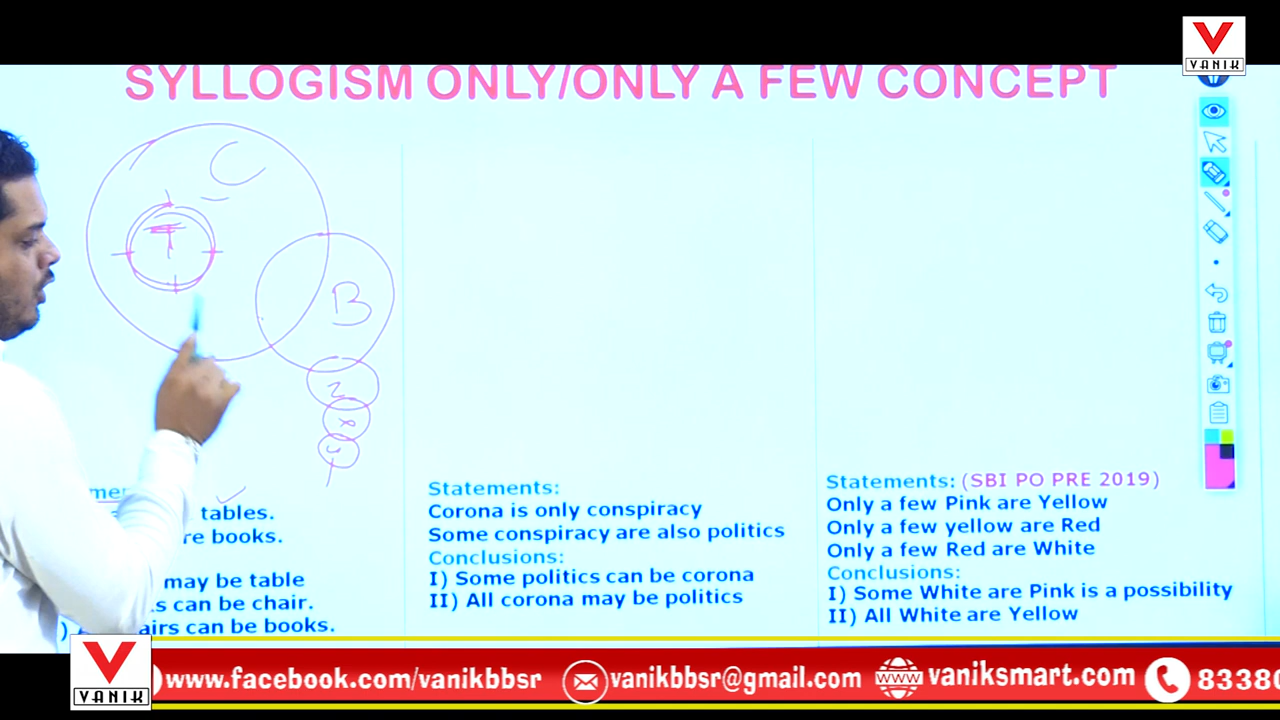 VANIK
SYLLOGISM ONLY/ONLY A FEW CONCEPT
C
T
B
tables.
books.
may be table
can be chair.
can be books.
Statements:
Corona is only conspiracy
Some conspiracy are also politics
Conclusions:
I) Some politics can be corona
II) All corona may be politics
Statements: (SBI PO PRE 2019)
Only a few Pink are Yellow
Only a few yellow are Red
Only a few Red are White
Conclusions:
I) Some White are Pink is a possibility
II) All White are Yellow
VANIK
www.facebook.com/vanikbbsr
vanikbbsr@gmail.com
www
vaniksmart.com
8338